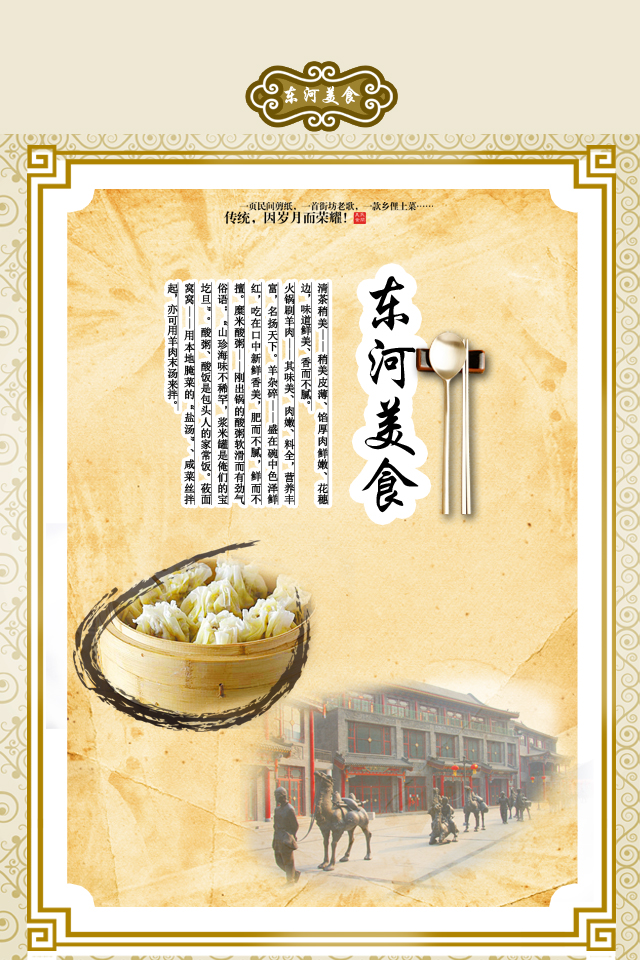 东河美食
一页民间剪纸，一首街坊老歌，一款乡俚土菜……
传统，因岁月而荣耀！
东河美食
清茶稍美——稍美皮薄、馅厚肉鲜嫩、花穗
边，味道鲜美、香而不腻。
火锅刷羊肉——其味美、肉嫩、料全，营养丰
富，名扬天下。羊杂碎——盛在碗中色泽鲜
红，吃在口中新鲜香美，肥而不腻，鲜而不
擅。糜米酸粥——刚出锅的酸粥软滑而有劲气
俗语“山珍海味不稀罕，浆米罐是俺们的宝
圪旦”。酸粥、酸饭是包头人的家常饭。莜面
窝窝——用本地腌菜的“盐汤”、咸菜丝拌
起，亦可用羊肉末汤来拌。